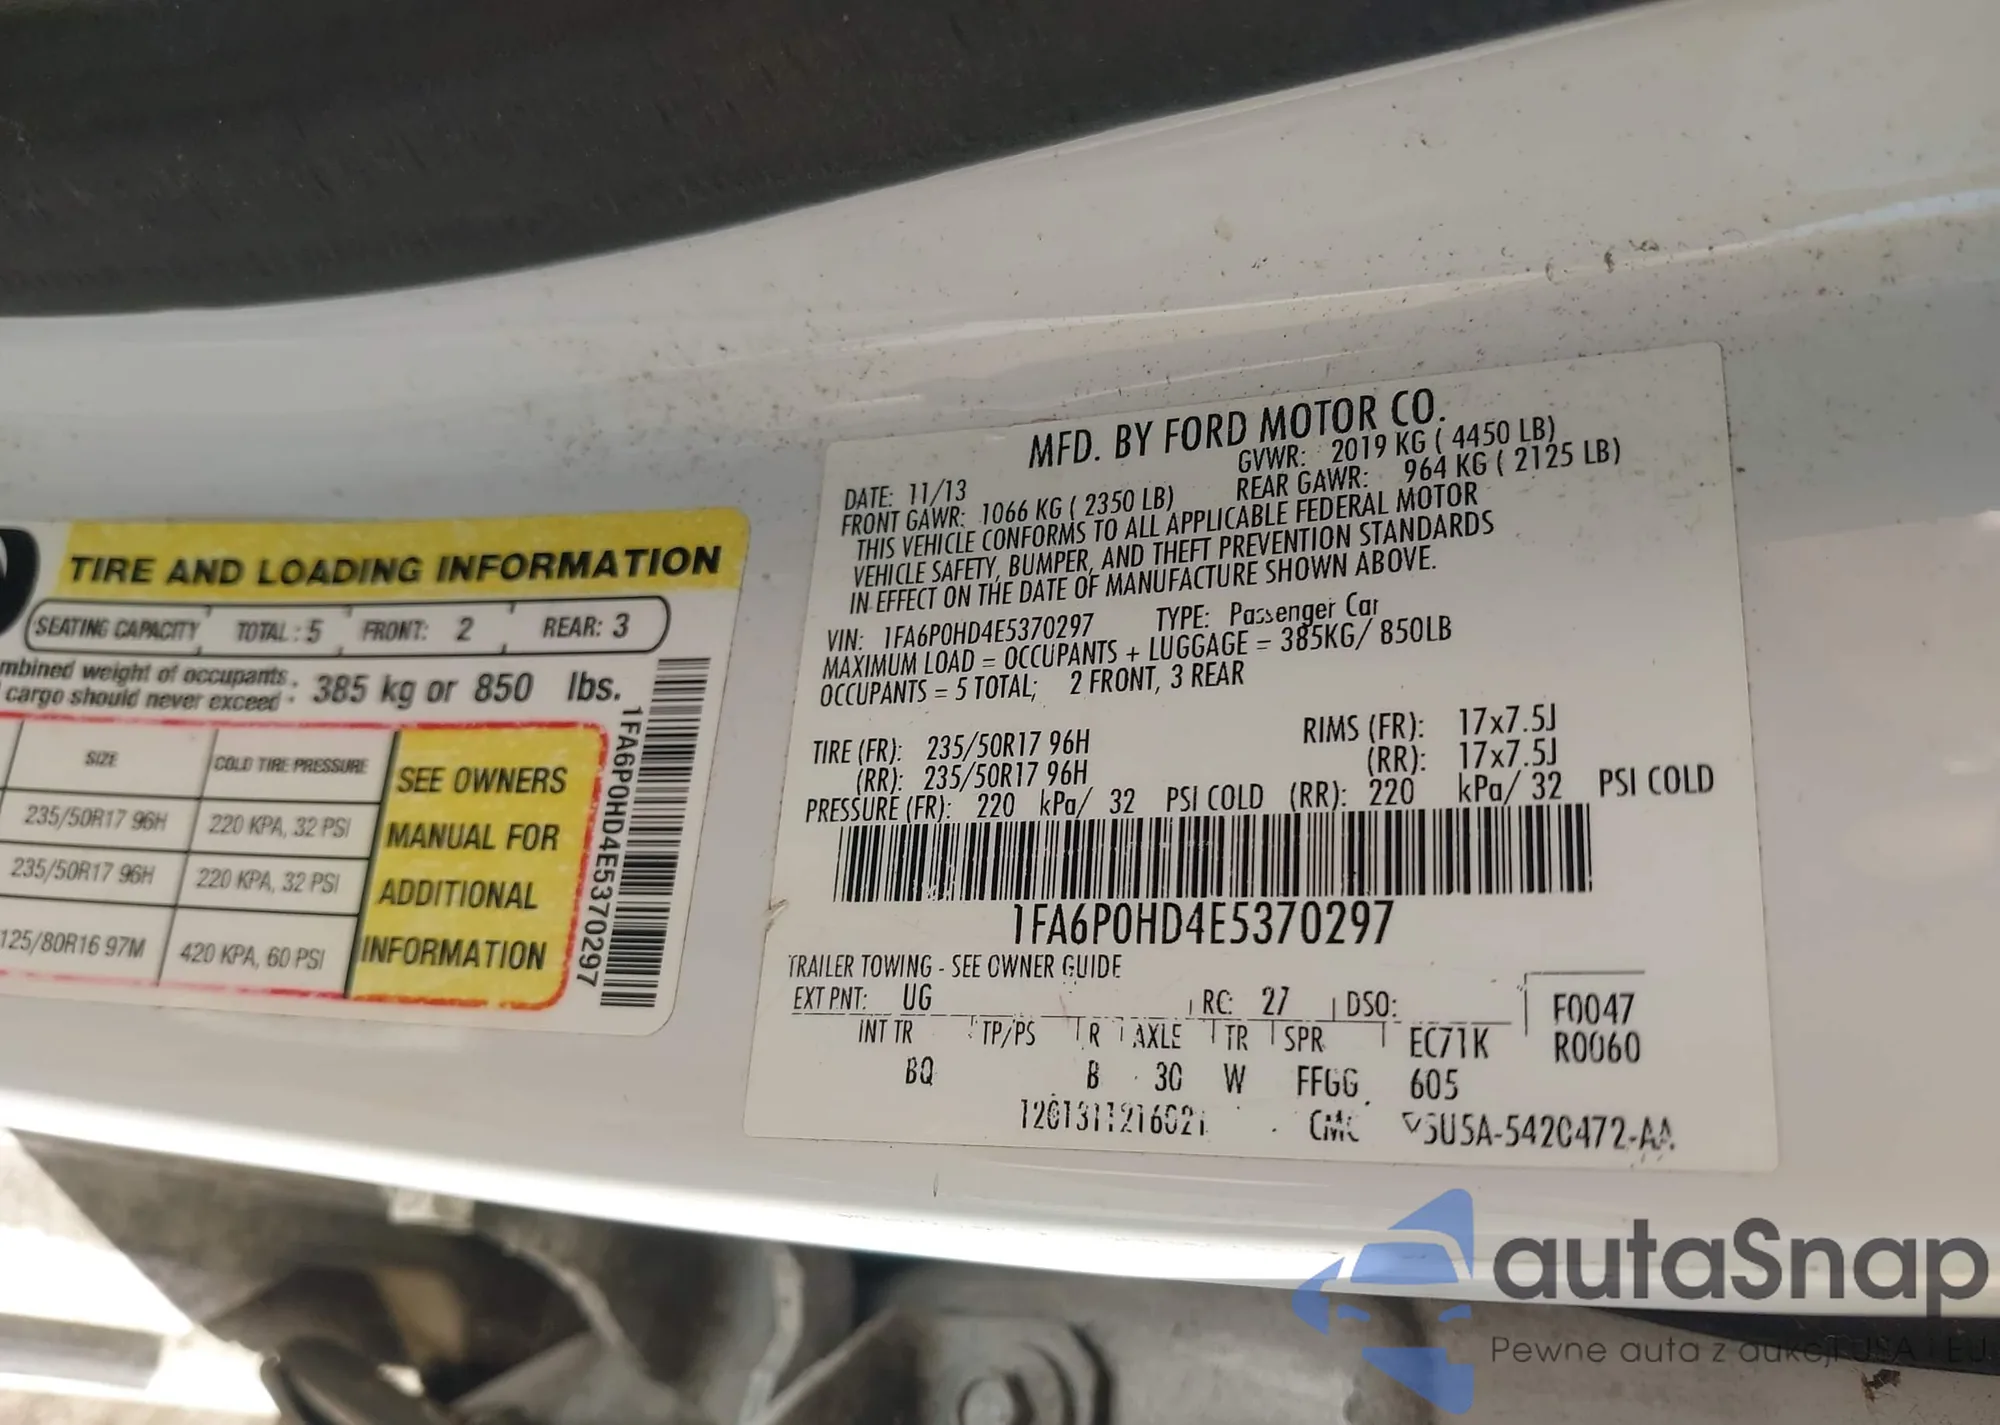 TIRE AND LOADING INFORMATION
SEATING CAPACITY TOTAL: 5 FRONT: 2 REAR: 3
mbined weight of occupants
cargo should never exceed : 385 kg or 850 lbs.
SIZE COLD TIRE PRESSURE
235/50R17 96H 220 KPA, 32 PSI
235/50R17 96H 220 KPA, 32 PSI
125/80R16 97M 420 KPA, 60 PSI
SEE OWNERS
MANUAL FOR
ADDITIONAL
INFORMATION
1FA6P0HD4E5370297
MFD. BY FORD MOTOR CO.
DATE: 11/13 GVWR: 2019 KG ( 4450 LB)
FRONT GAWR: 1066 KG ( 2350 LB) REAR GAWR: 964 KG ( 2125 LB)
THIS VEHICLE CONFORMS TO ALL APPLICABLE FEDERAL MOTOR
VEHICLE SAFETY, BUMPER, AND THEFT PREVENTION STANDARDS
IN EFFECT ON THE DATE OF MANUFACTURE SHOWN ABOVE.
VIN: 1FA6P0HD4E5370297 TYPE: Passenger Car
MAXIMUM LOAD = OCCUPANTS + LUGGAGE = 385KG/ 850LB
OCCUPANTS = 5 TOTAL; 2 FRONT, 3 REAR
TIRE (FR): 235/50R17 96H RIMS (FR): 17x7.5J
(RR): 235/50R17 96H (RR): 17x7.5J
PRESSURE (FR): 220 kPa/ 32 PSI COLD (RR): 220 kPa/ 32 PSI COLD
1FA6P0HD4E5370297
TRAILER TOWING - SEE OWNER GUIDE
EXT PNT: UG RC: 27 DSO: F0047
INT TR TP/PS R AXLE TR SPR EC71K R0060
BQ B 30 W FFGG 605
autaSnap
Pewne auta z aukcji USA i EU